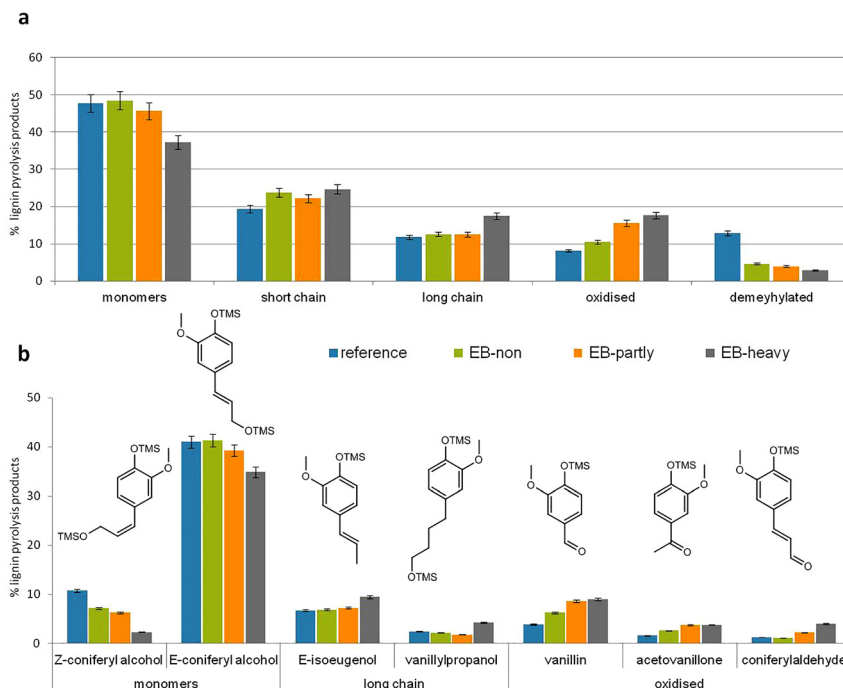 a
60
50
40
30
20
10
0
% lignin pyrolysis products
monomers short chain long chain oxidised demeyhylated
b
reference EB-non EB-partly EB-heavy
50
40
30
20
10
0
% lignin pyrolysis products
OTMS
O
OTMS
OTMS
O
TMSO
OTMS
O
OTMS
O
OTMS
OTMS
O
O
OTMS
O
O
OTMS
O
O
Z-coniferyl alcohol E-coniferyl alcohol E-isoeugenol vanillylpropanol vanillin acetovanillone coniferylaldehyde
monomers long chain oxidised